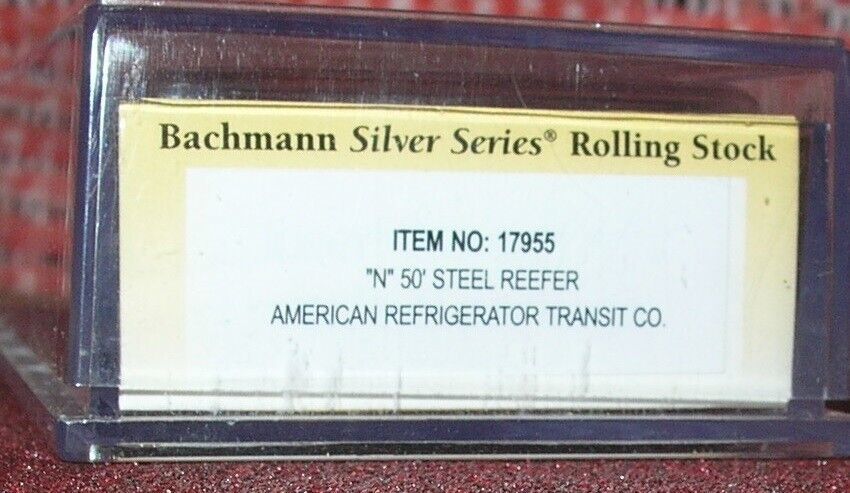 Bachmann Silver Series® Rolling Stock
ITEM NO: 17955
"N" 50' STEEL REEFER
AMERICAN REFRIGERATOR TRANSIT CO.